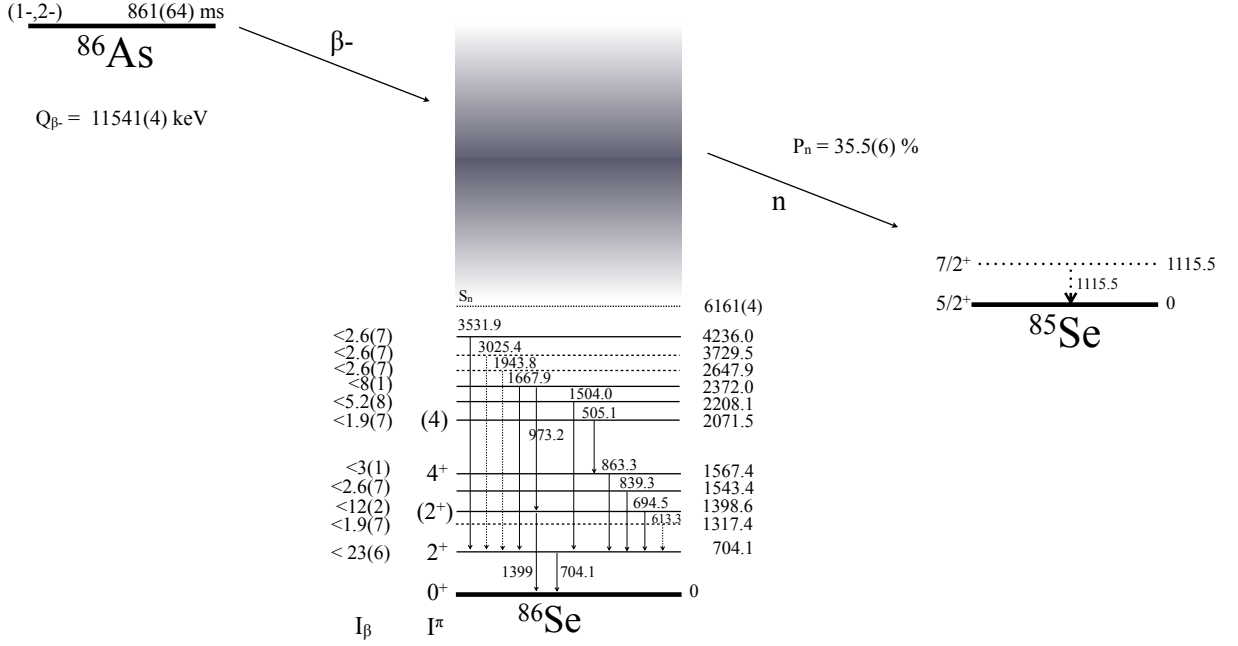 (1-,2-) 861(64) ms
⁸⁶As
β-
Qβ- = 11541(4) keV
Pn = 35.5(6) %
n
7/2⁺ 1115.5
1115.5
5/2⁺ 0
⁸⁵Se
Sn
6161(4)
3531.9
<2.6(7) 4236.0
3025.4
<2.6(7) 3729.5
1943.8
<2.6(7) 2647.9
1667.9
<8(1) 2372.0
1504.0
<5.2(8) 2208.1
505.1
<1.9(7) (4) 2071.5
973.2
863.3
<3(1) 4⁺ 1567.4
839.3
<2.6(7) 1543.4
694.5
<12(2) (2⁺) 1398.6
613.3
<1.9(7) 1317.4
< 23(6) 2⁺ 704.1
1399 704.1
0⁺ 0
⁸⁶Se
Iβ Iπ